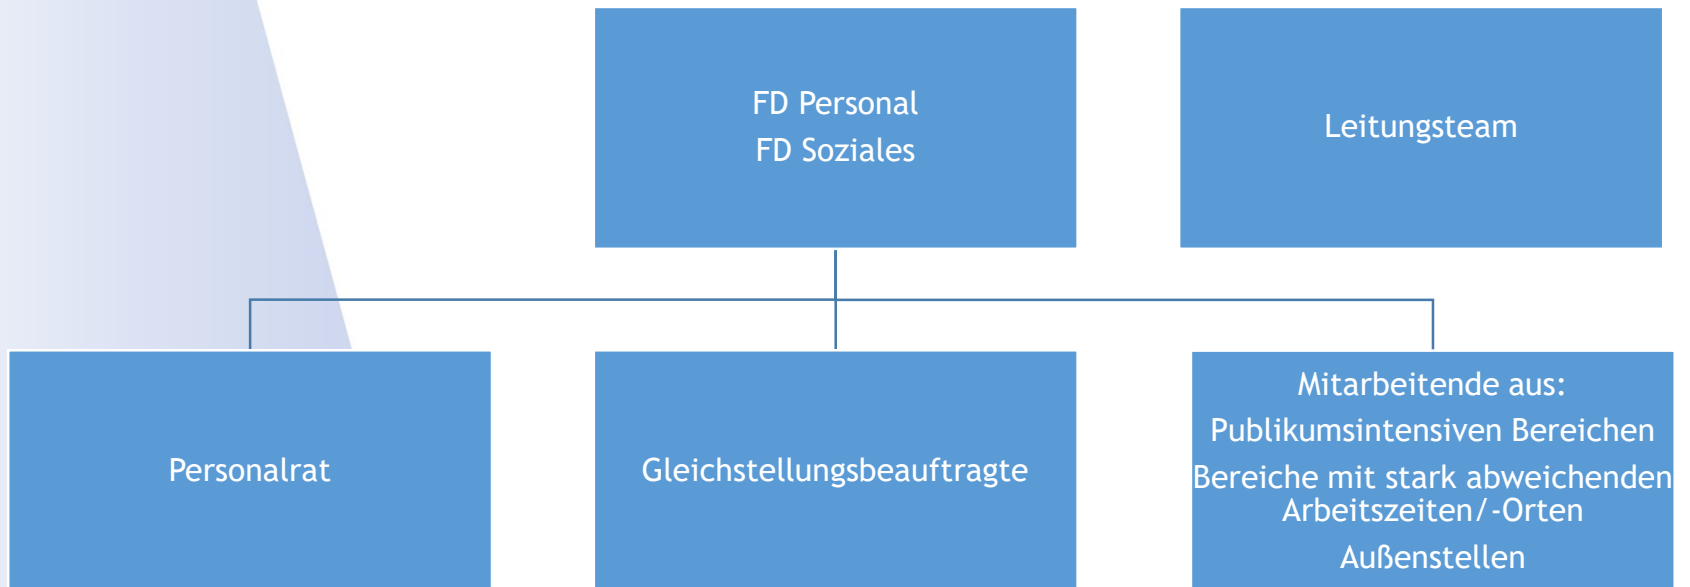 FD Personal
FD Soziales
Leitungsteam
Personalrat
Gleichstellungsbeauftragte
Mitarbeitende aus:
Publikumsintensiven Bereichen
Bereiche mit stark abweichenden
Arbeitszeiten/-Orten
Außenstellen